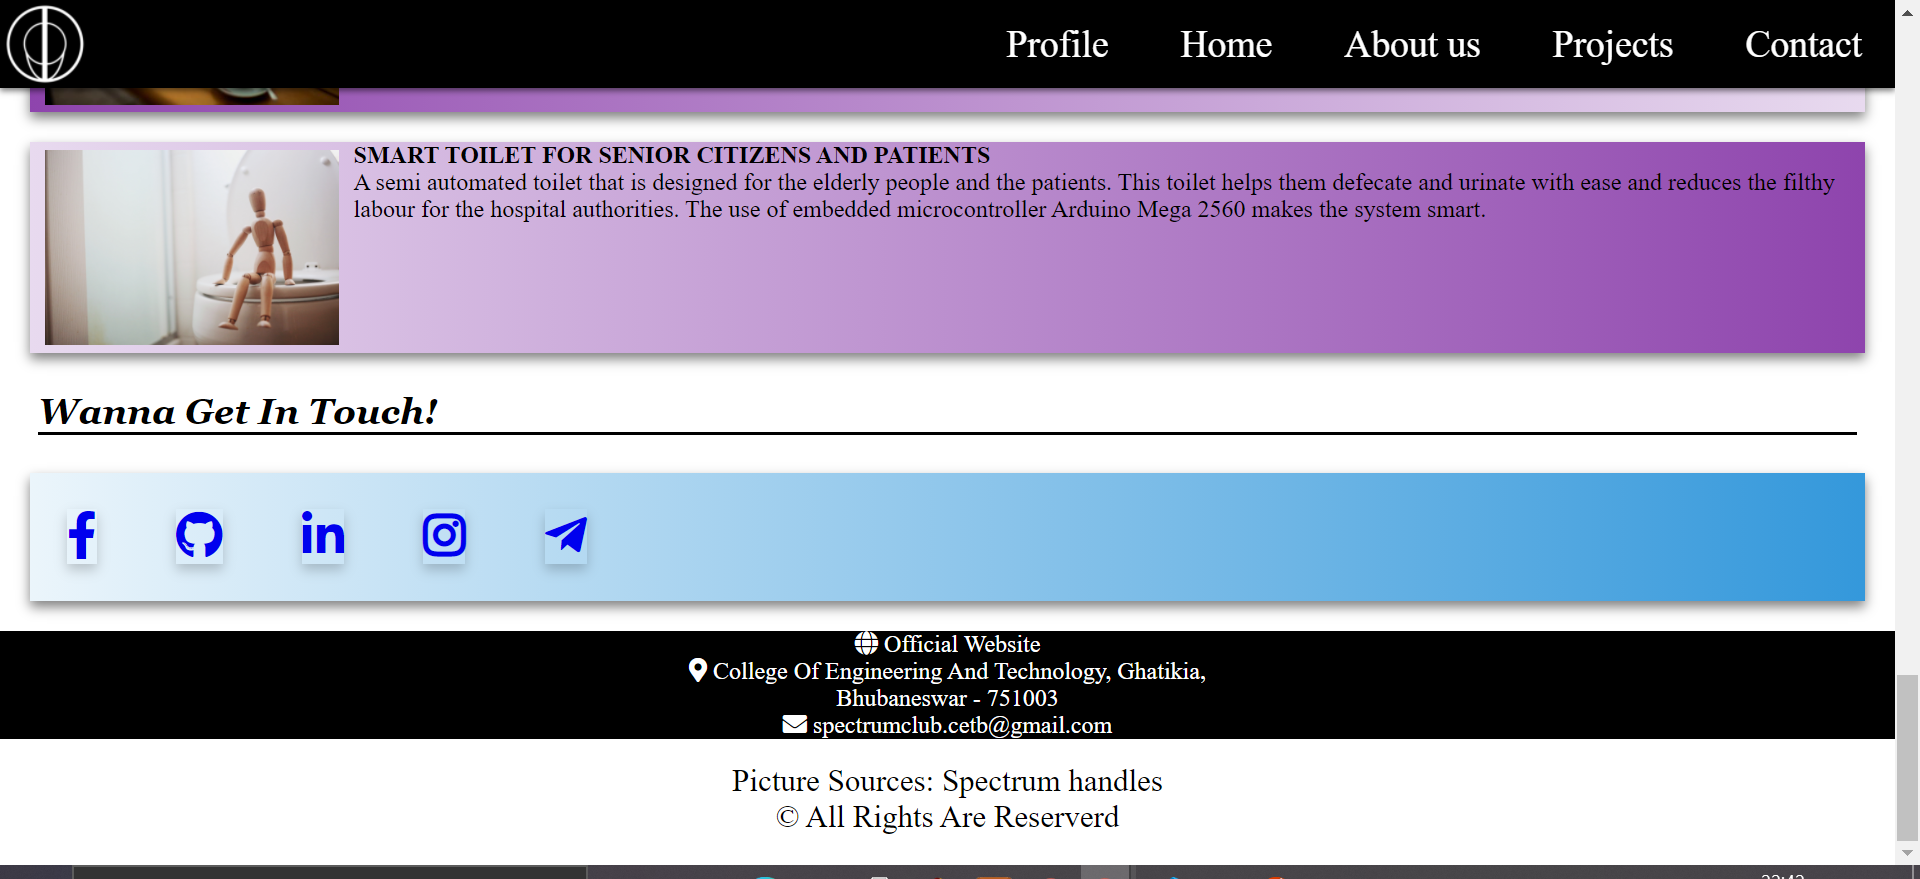 Profile Home About us Projects Contact
SMART TOILET FOR SENIOR CITIZENS AND PATIENTS
A semi automated toilet that is designed for the elderly people and the patients. This toilet helps them defecate and urinate with ease and reduces the filthy
labour for the hospital authorities. The use of embedded microcontroller Arduino Mega 2560 makes the system smart.
Wanna Get In Touch!
Official Website
College Of Engineering And Technology, Ghatikia,
Bhubaneswar - 751003
spectrumclub.cetb@gmail.com
Picture Sources: Spectrum handles
© All Rights Are Reserverd